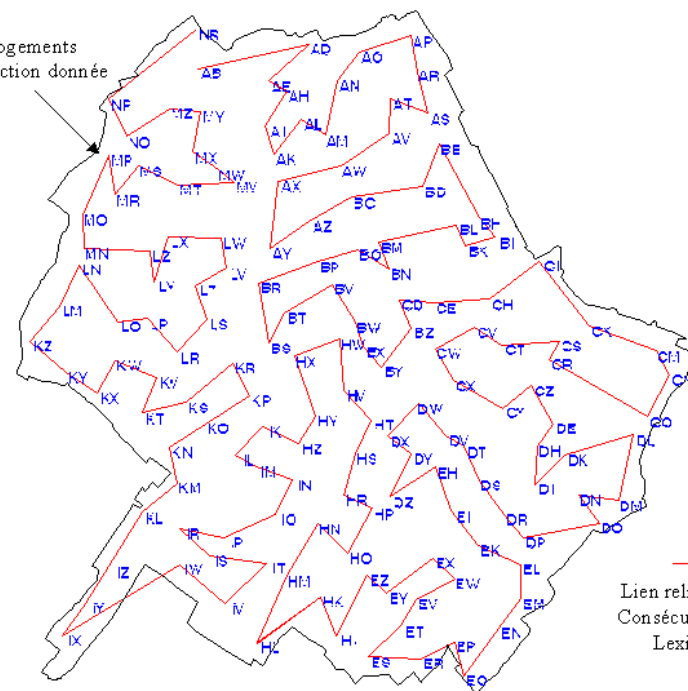 NR
AD
AP
AO
ogements
ction donnée
AB
AE
AN
AR
AH
NP
MZ
MY
AT
AS
AL
NO
AI
AM
AV
BE
MP
MX
AK
MS
MW
AW
MT
MV
AX
BD
MR
BC
MO
AZ
BL
BH
LX
LW
AY
BM
BK
BI
MN
LZ
BQ
LN
LV
BP
BN
CI
BR
BV
LM
CD
CE
CH
LO
LP
LS
BT
BW
BZ
CV
CK
KZ
LR
BS
HW
CW
CT
CS
KW
HX
BY
CR
CM
KY
KR
KV
CX
CZ
KX
HV
KT
KS
KP
DW
CY
CO
HY
HT
DE
KO
IK
DX
DV
DL
KN
HZ
HS
DT
DH
DK
IL
DY
EH
KM
IN
DS
DI
HR
DZ
DN
DM
KL
IO
HP
EI
DR
DO
IR
HN
DP
IS
HO
EK
IZ
IW
IT
HM
EZ
EX
EL
EW
Lien reli
IY
IV
HK
EY
EV
EM
Consécu
IX
HL
ET
EN
Lexi
ES
ER
EP
EQ